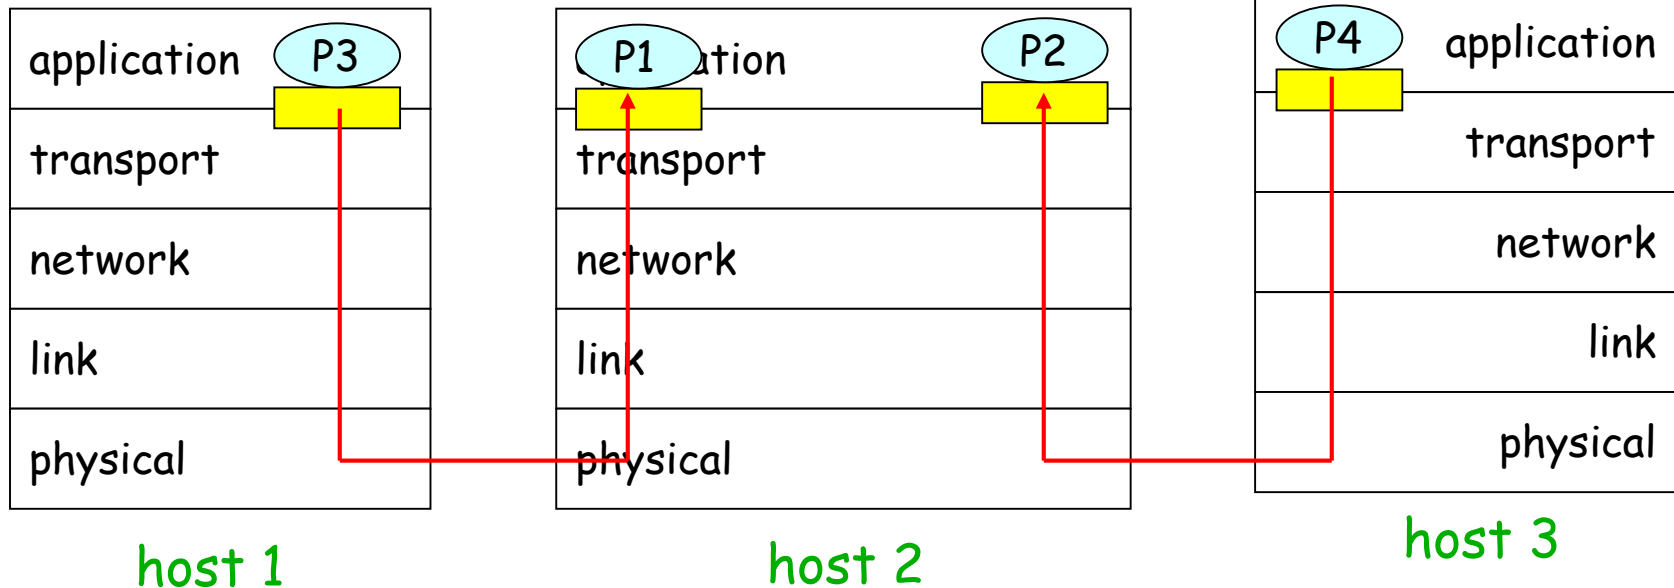 application P3
transport
network
link
physical
host 1
P1 ation P2
transport
network
link
physical
host 2
P4 application
transport
network
link
physical
host 3